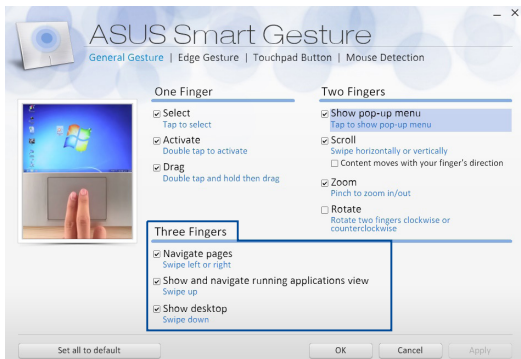 ASUS Smart Gesture
General Gesture | Edge Gesture | Touchpad Button | Mouse Detection
One Finger
Select
Tap to select
Activate
Double tap to activate
Drag
Double tap and hold then drag
Two Fingers
Show pop-up menu
Tap to show pop-up menu
Scroll
Swipe horizontally or vertically
Content moves with your finger's direction
Zoom
Pinch to zoom in/out
Rotate
Rotate two fingers clockwise or
counterclockwise
Three Fingers
Navigate pages
Swipe left or right
Show and navigate running applications view
Swipe up
Show desktop
Swipe down
Set all to default
OK
Cancel
Apply